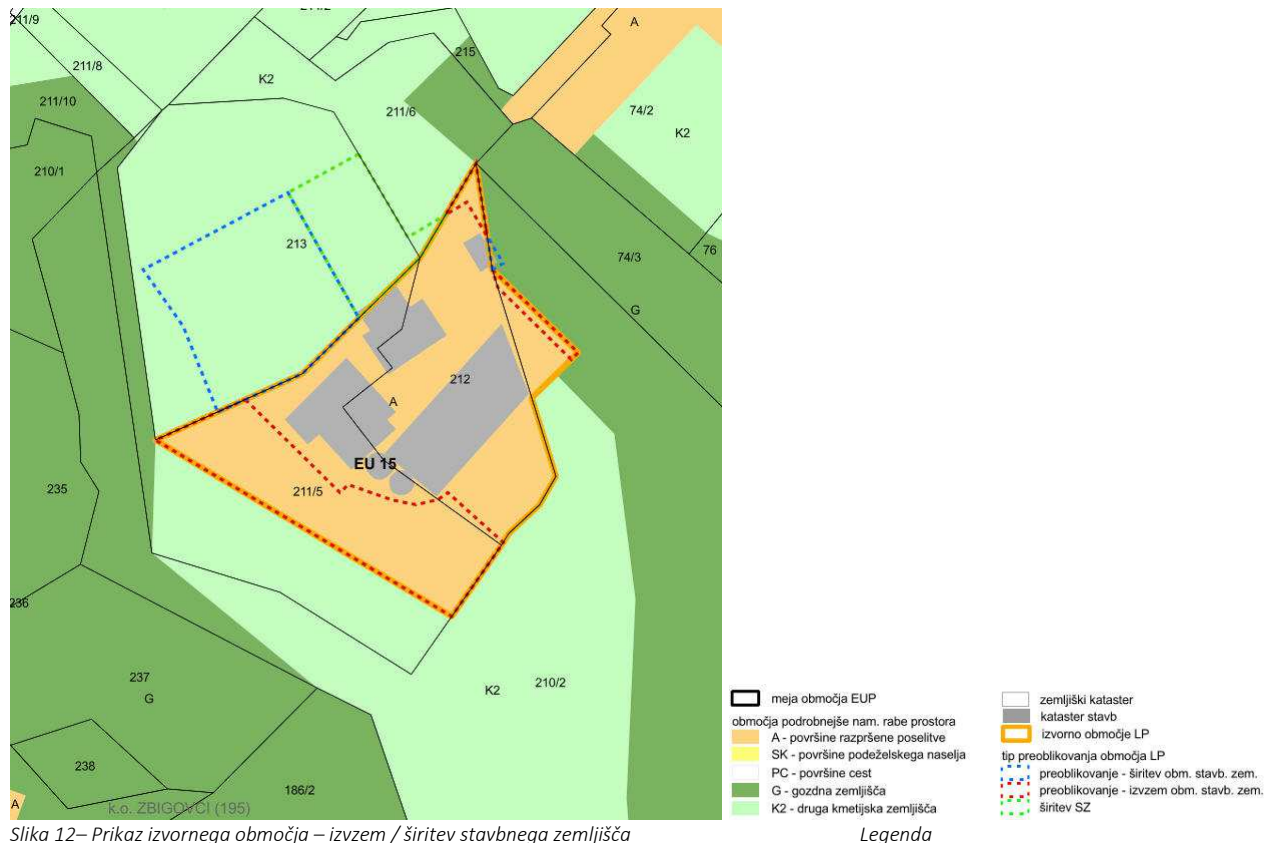 211/9
A
211/8
K2
215
211/10
211/6
74/2
K2
210/1
213
74/3
76
G
212
A
EU 15
211/5
235
236
237
G
K2
210/2
238
186/2
A
k.o. ZBIGOVCI (195)
meja območja EUP
območja podrobnejše nam. rabe prostora
A - površine razpršene poselitve
SK - površine podeželskega naselja
PC - površine cest
G - gozdna zemljišča
K2 - druga kmetijska zemljišča
zemljiški kataster
kataster stavb
izvorno območje LP
tip preoblikovanja območja LP
preoblikovanje - širitev obm. stavb. zem.
preoblikovanje - izvzem obm. stavb. zem.
širitev SZ
Slika 12– Prikaz izvornega območja – izvzem / širitev stavbnega zemljišča
Legenda